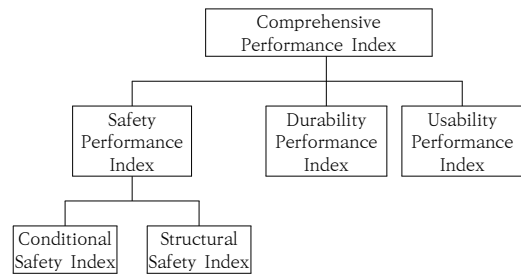 Comprehensive
Performance Index
Safety
Performance
Index
Durability
Performance
Index
Usability
Performance
Index
Conditional
Safety Index
Structural
Safety Index